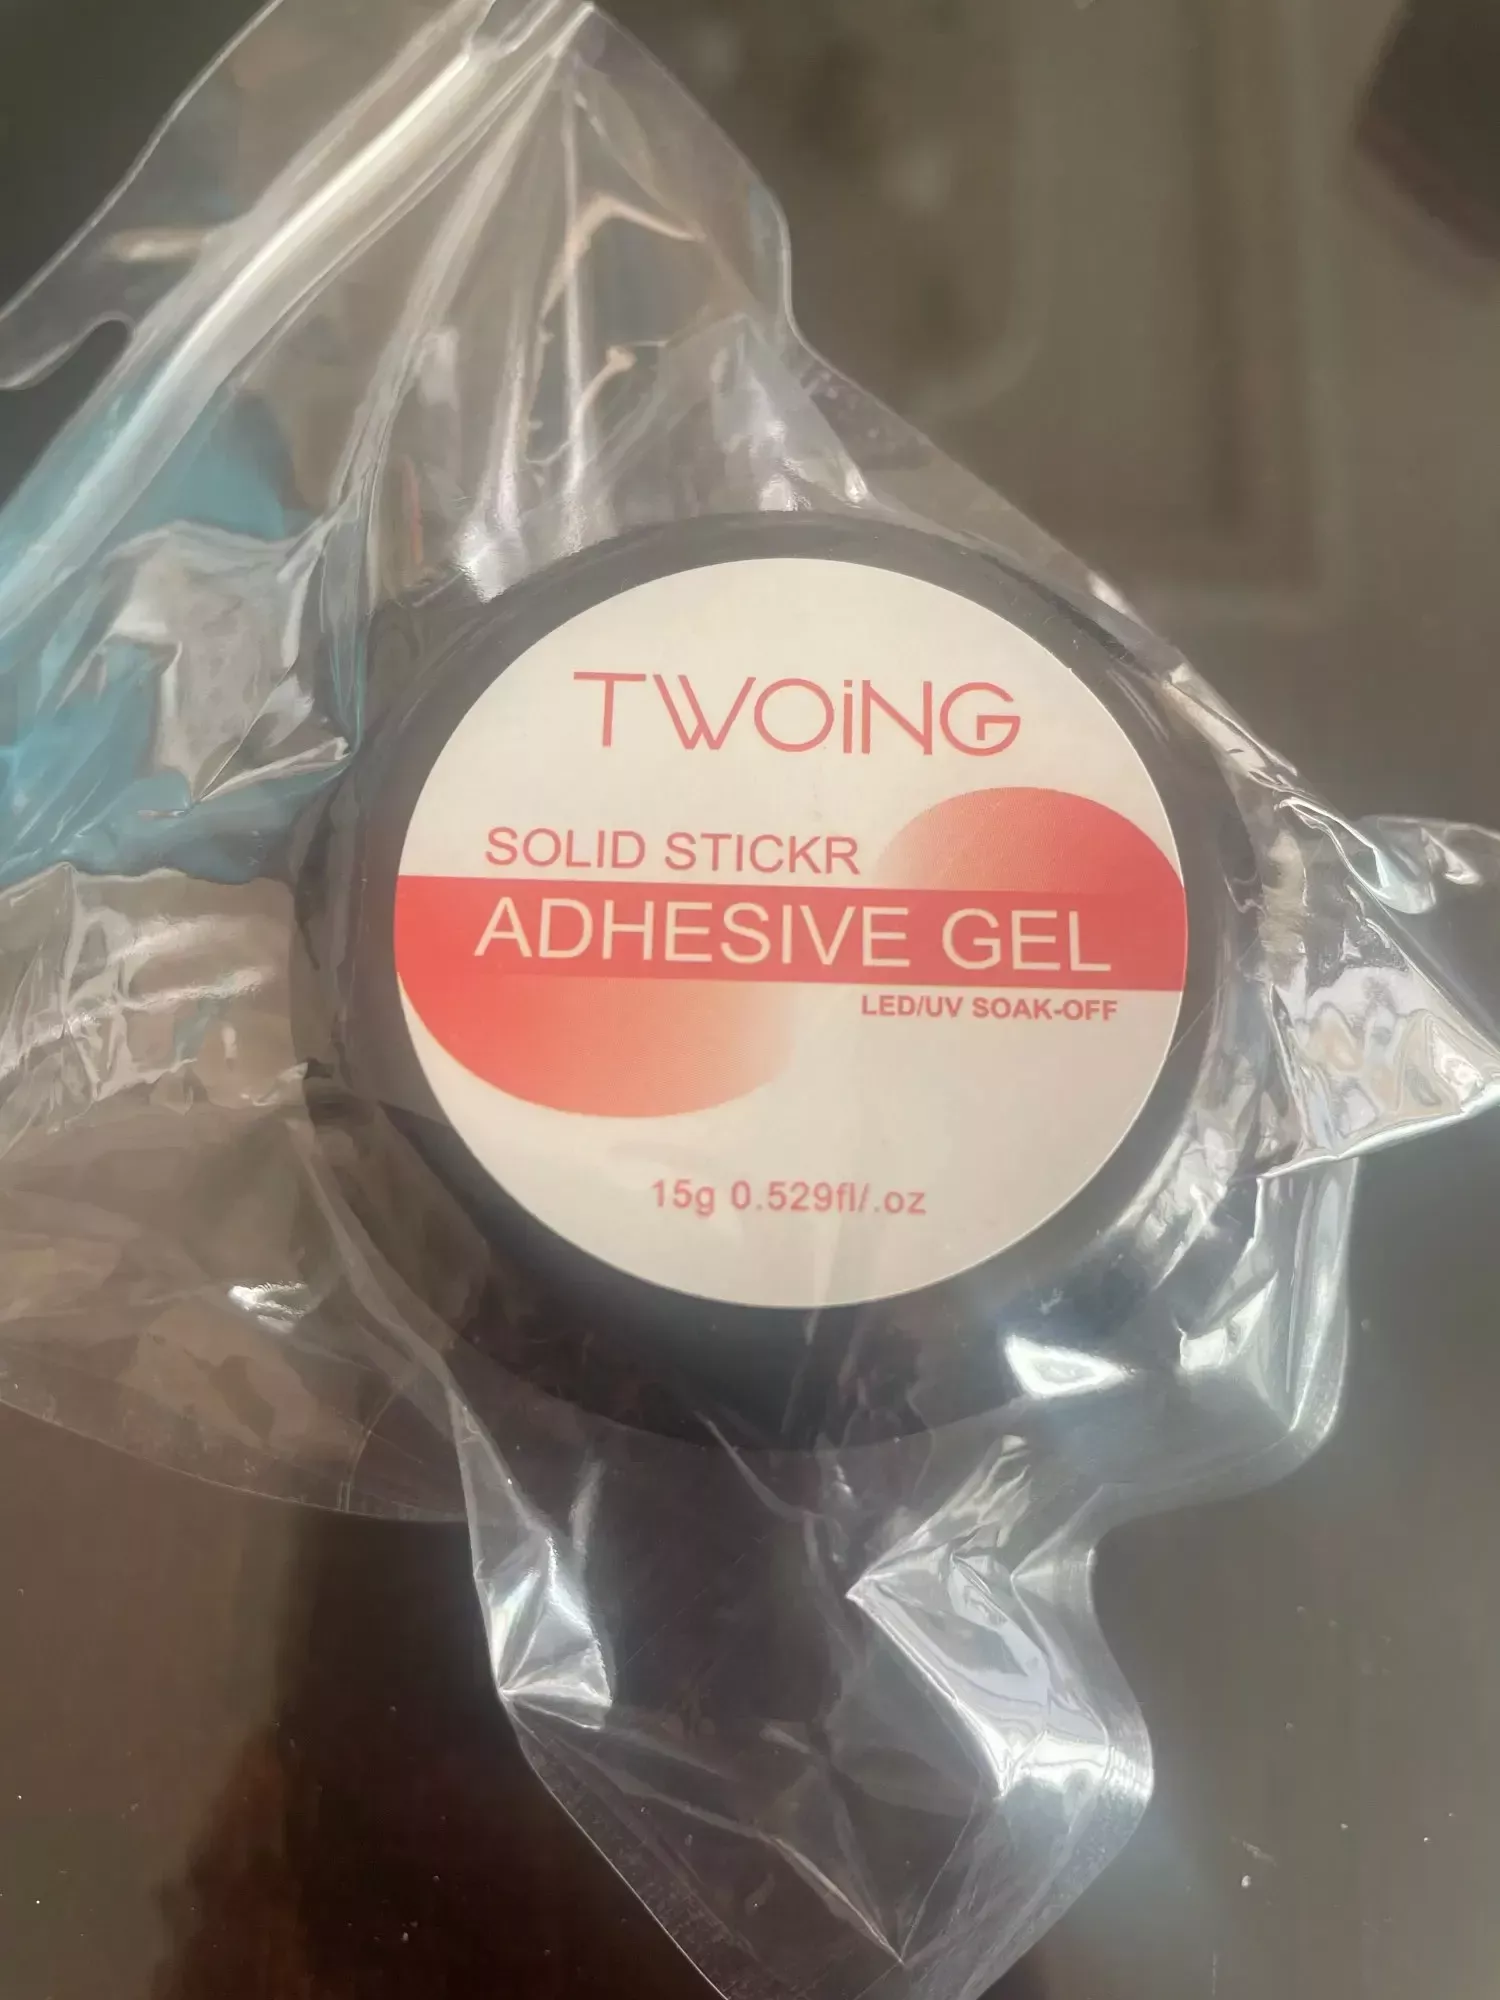 TWOiNG
SOLID STICKR
ADHESIVE GEL
LED/UV SOAK-OFF
15g 0.529fl/.oz